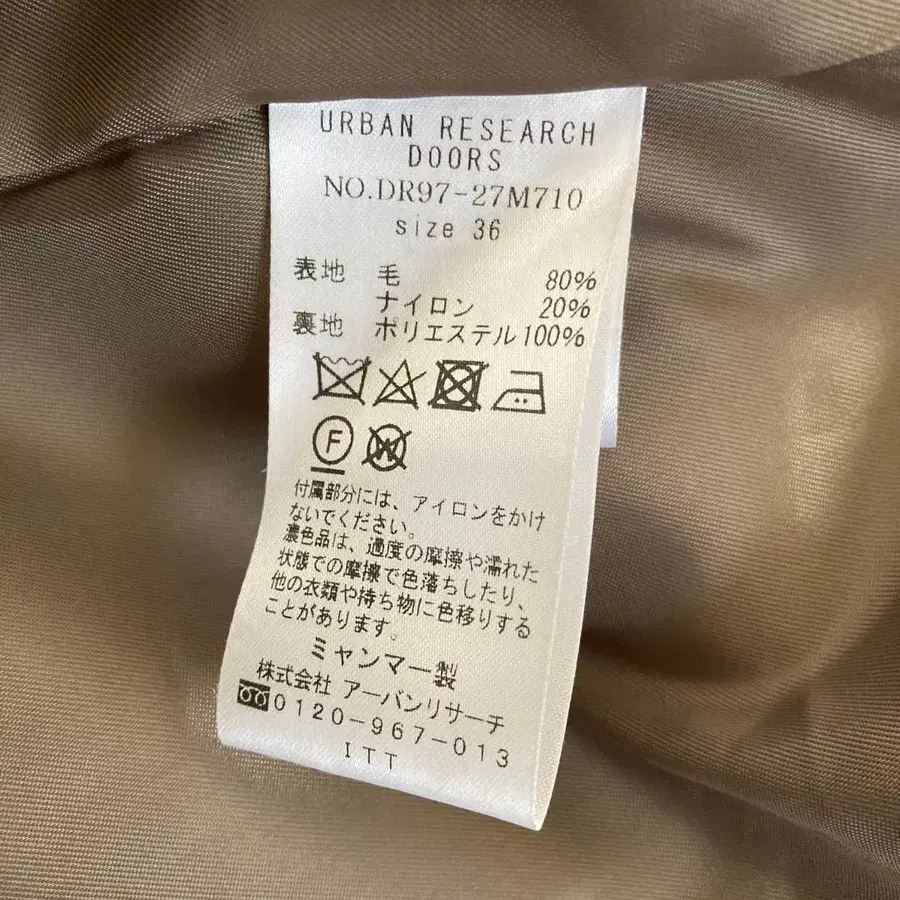 URBAN RESEARCH
DOORS
NO.DR97-27M710
size 36
表地 毛 80%
ナイロン 20%
裏地 ポリエステル100%
F W
付属部分には、アイロンをかけ
ないでください。
濃色品は、過度の摩擦や濡れた
状態での摩擦で色落ちしたり、
他の衣類や持ち物に色移りする
ことがあります。
ミャンマー製
株式会社 アーバンリサーチ
0120-967-013
ITT